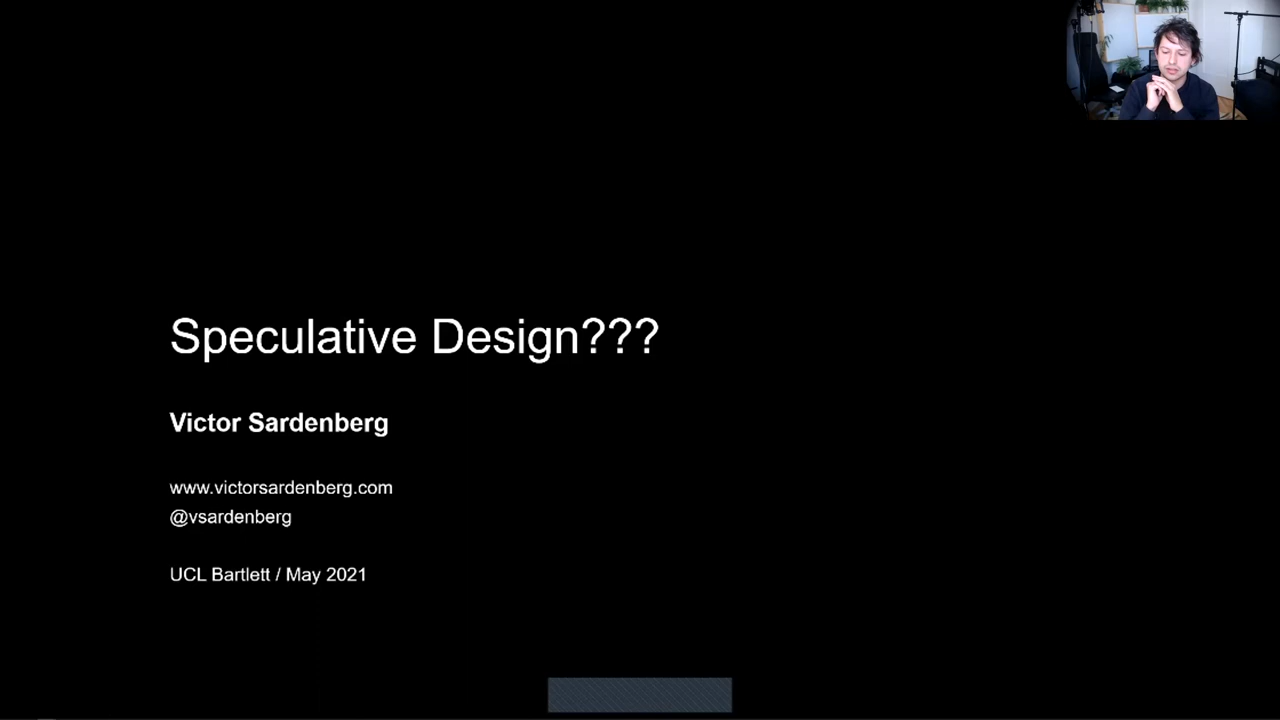 Speculative Design???
Victor Sardenberg
www.victorsardenberg.com
@vsardenberg
UCL Bartlett / May 2021